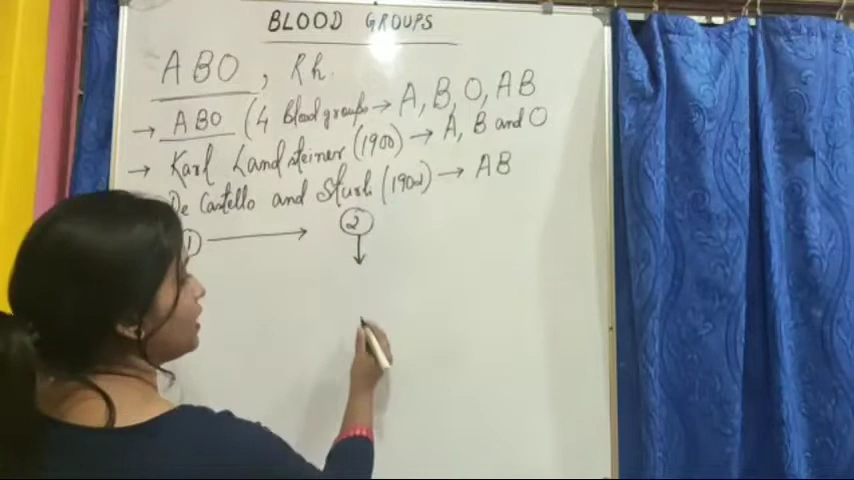 BLOOD GROUPS
ABO, Rh.
→ ABO (4 Blood groups → A, B, O, AB
→ Karl Landsteiner (1900) → A, B and O
De Castello and Sturli (1902) → AB
① → ②
↓